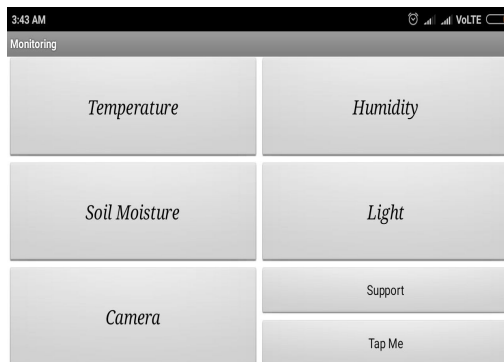 3:43 AM VoLTE
Monitoring
Temperature
Humidity
Soil Moisture
Light
Camera
Support
Tap Me